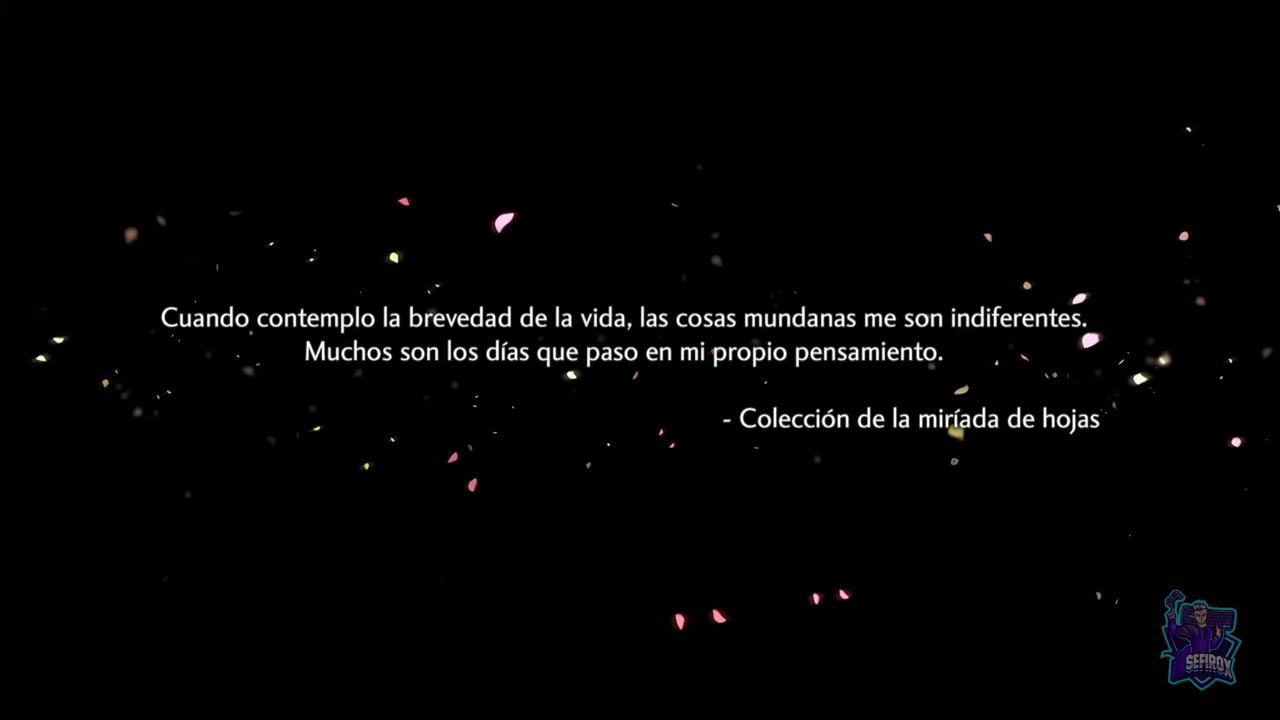 Cuando contemplo la brevedad de la vida, las cosas mundanas me son indiferentes.
Muchos son los días que paso en mi propio pensamiento.
- Colección de la miríada de hojas
SEFIROX